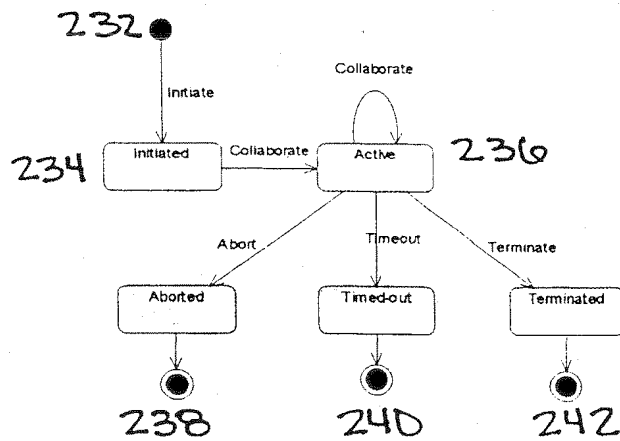 232
Initiate
Collaborate
234
Initiated
Collaborate
Active
236
Abort
Timeout
Terminate
Aborted
Timed-out
Terminated
238
240
242